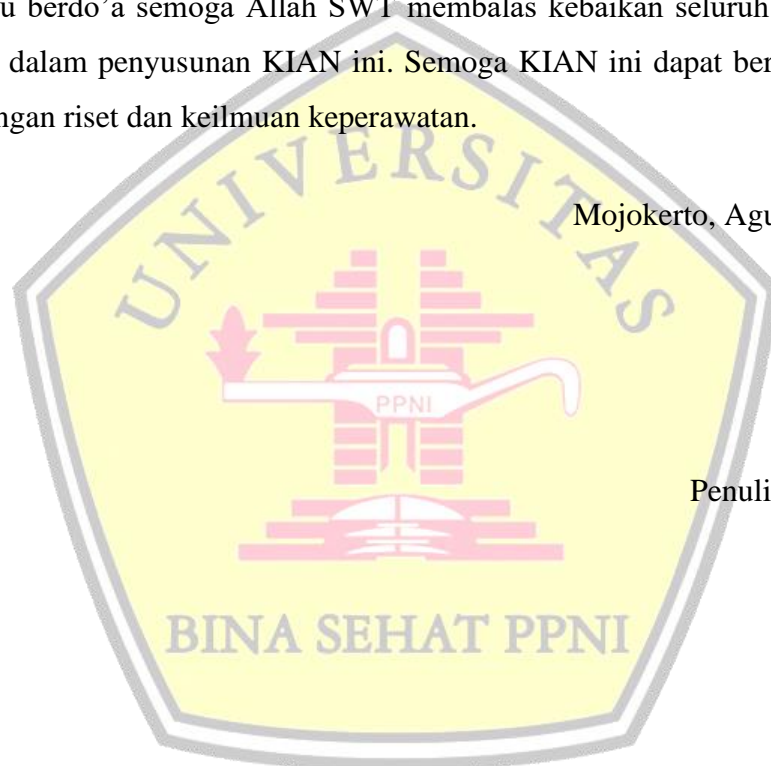 u berdo’a semoga Allah SWT membalas kebaikan seluruh
dalam penyusunan KIAN ini. Semoga KIAN ini dapat ber
ngan riset dan keilmuan keperawatan.
UNIVERSITAS
Mojokerto, Agu
PPNI
Penuli
BINA SEHAT PPNI